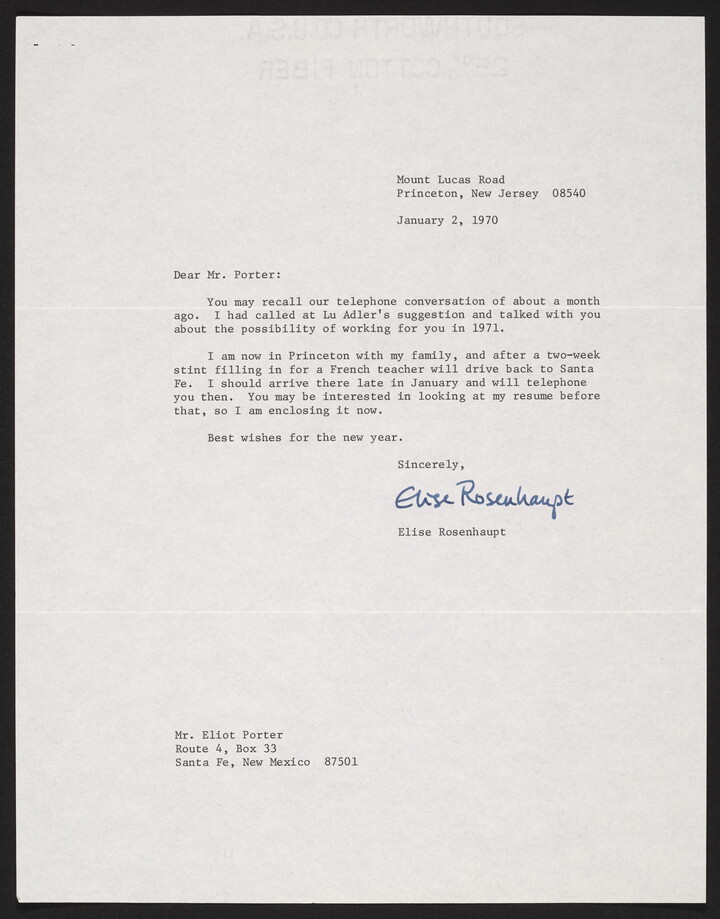 SOUTHWORTH CO. U.S.A.
25% COTTON FIBER
Mount Lucas Road
Princeton, New Jersey  08540
January 2, 1970
Dear Mr. Porter:
You may recall our telephone conversation of about a month
ago.  I had called at Lu Adler's suggestion and talked with you
about the possibility of working for you in 1971.
I am now in Princeton with my family, and after a two-week
stint filling in for a French teacher will drive back to Santa
Fe.  I should arrive there late in January and will telephone
you then.  You may be interested in looking at my resume before
that, so I am enclosing it now.
Best wishes for the new year.
Sincerely,
Elise Rosenhaupt
Elise Rosenhaupt
Mr. Eliot Porter
Route 4, Box 33
Santa Fe, New Mexico  87501